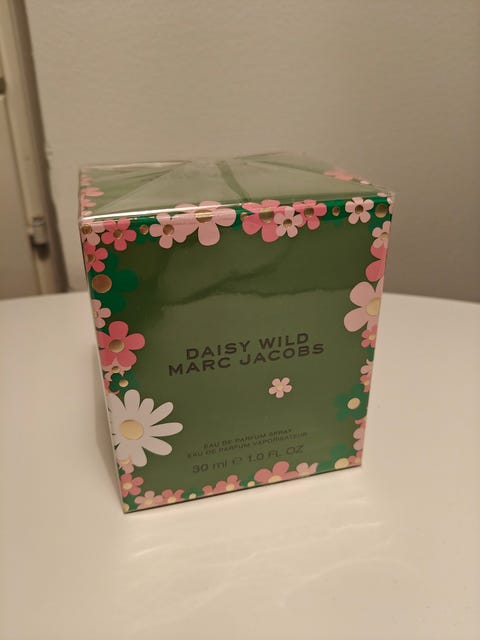 DAISY WILD
MARC JACOBS
EAU DE PARFUM SPRAY
EAU DE PARFUM VAPORISATEUR
30 ml ℮ 1.0 FL OZ